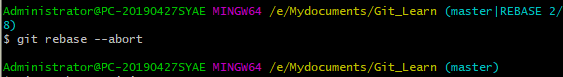 Administrator@PC-20190427SYAE MINGW64 /e/Mydocuments/Git_Learn (master|REBASE 2/
8)
$ git rebase --abort
Administrator@PC-20190427SYAE MINGW64 /e/Mydocuments/Git_Learn (master)